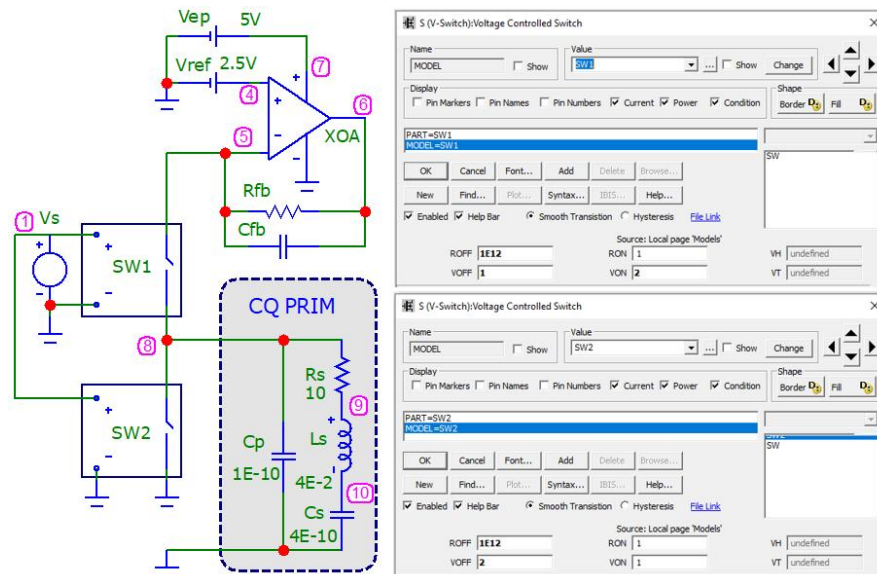 Vep
5V
Vref
2.5V
7
4
6
5
XOA
Rfb
Cfb
1
Vs
SW1
8
SW2
CQ PRIM
Rs
10
9
Ls
Cp
1E-10
4E-2
10
Cs
4E-10
S (V-Switch):Voltage Controlled Switch
Name
MODEL
Show
Value
SW1
...
Show
Change
Display
Pin Markers
Pin Names
Pin Numbers
Current
Power
Condition
Shape
Border
Fill
PART=SW1
MODEL=SW1
SW
OK
Cancel
Font...
Add
Delete
Browse...
New
Find...
Plot...
Syntax...
IBIS...
Help...
Enabled
Help Bar
Smooth Transistion
Hysteresis
File Link
Source: Local page 'Models'
ROFF 1E12
RON 1
VH undefined
VOFF 1
VON 2
VT undefined
S (V-Switch):Voltage Controlled Switch
Name
MODEL
Show
Value
SW2
...
Show
Change
Display
Pin Markers
Pin Names
Pin Numbers
Current
Power
Condition
Shape
Border
Fill
PART=SW2
MODEL=SW2
SW
OK
Cancel
Font...
Add
Delete
Browse...
New
Find...
Plot...
Syntax...
IBIS...
Help...
Enabled
Help Bar
Smooth Transistion
Hysteresis
File Link
Source: Local page 'Models'
ROFF 1E12
RON 1
VH undefined
VOFF 2
VON 1
VT undefined